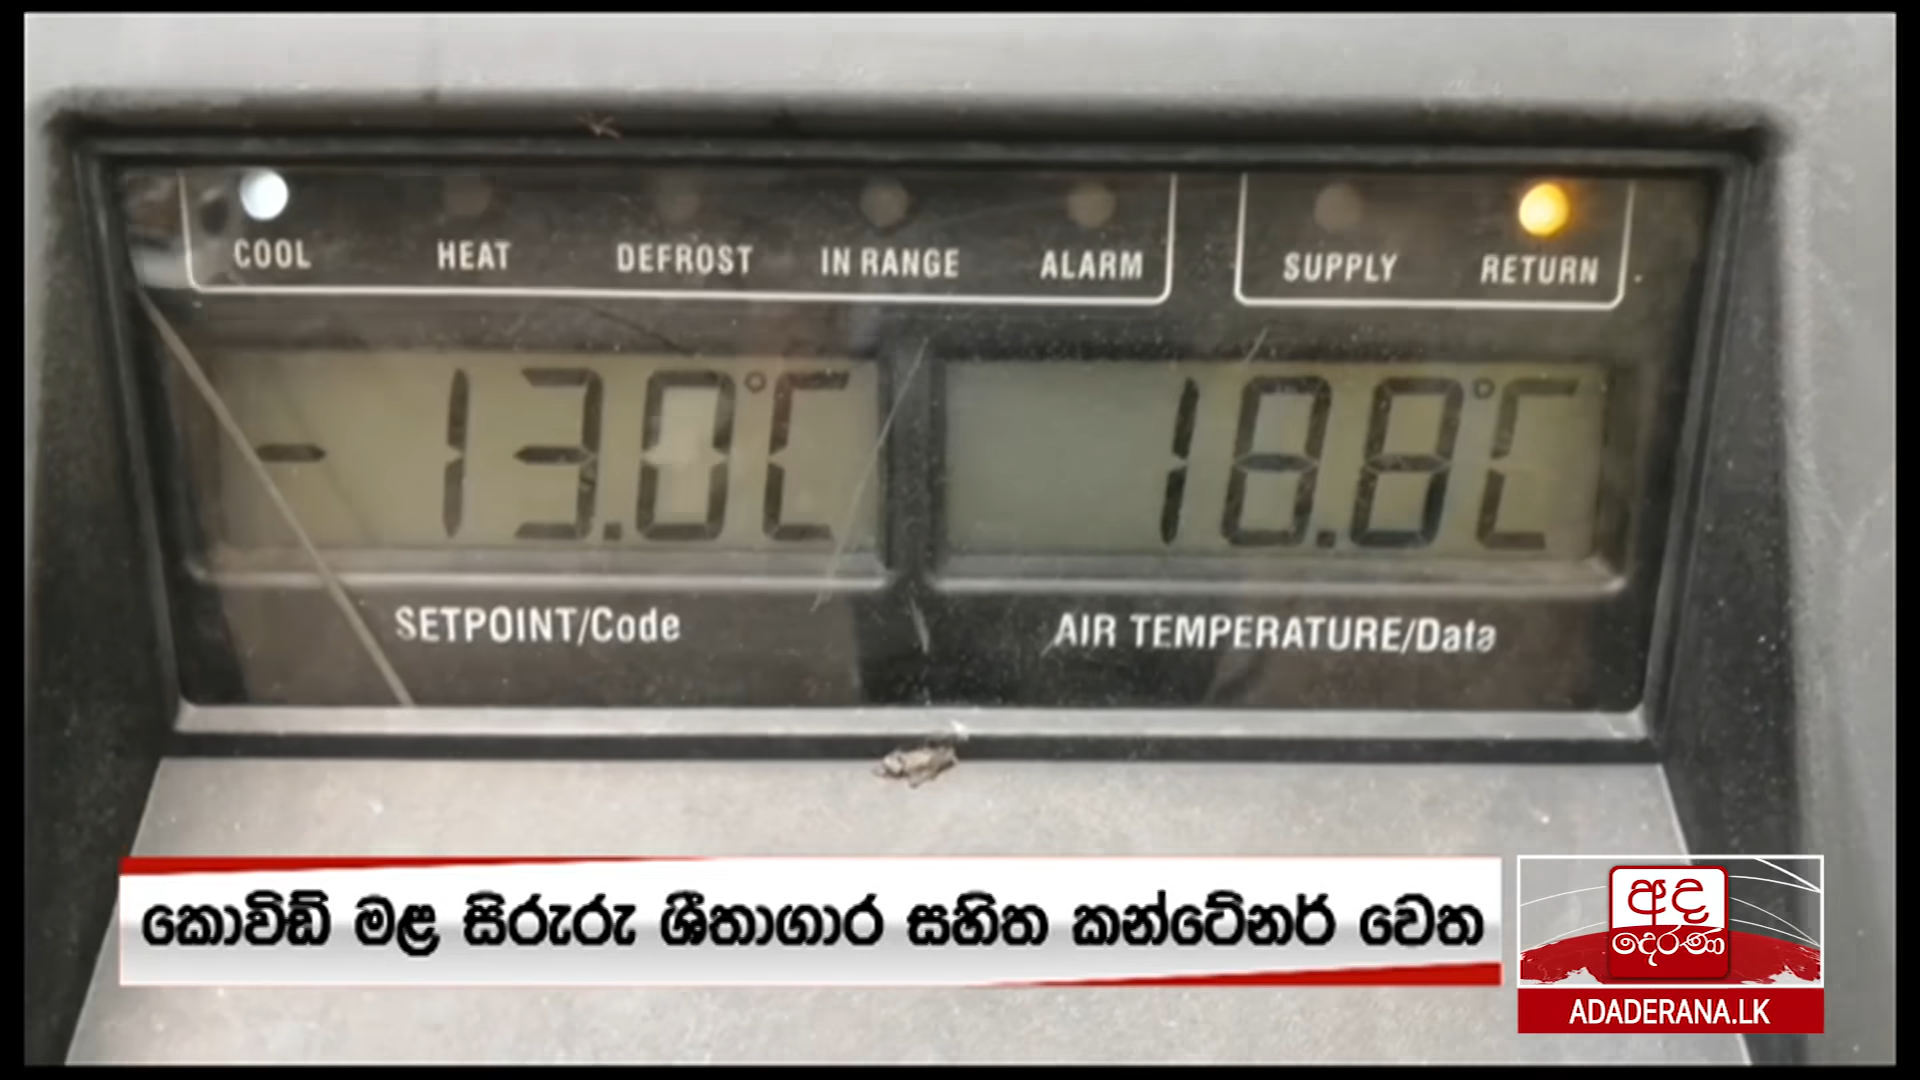 COOL HEAT DEFROST IN RANGE ALARM SUPPLY RETURN
- 13.0°C 18.8°C
SETPOINT/Code AIR TEMPERATURE/Data
කොවිඩ් මළ සිරුරු ශීතාගාර සහිත කන්ටේනර් වෙත
අද
දෙරණ
ADADERANA.LK